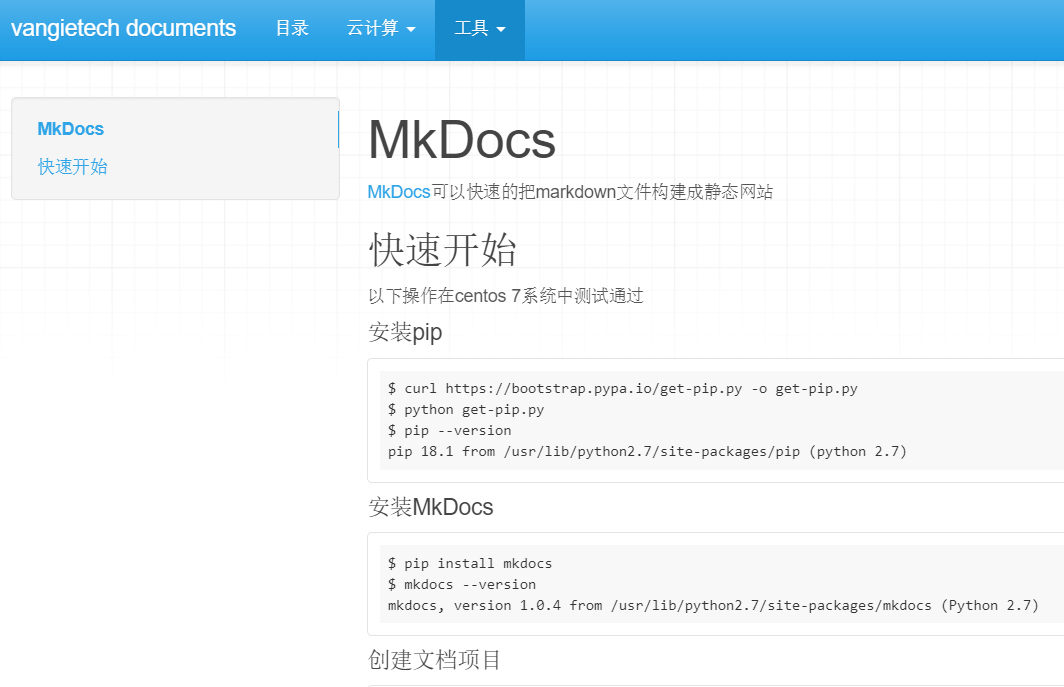 vangietech documents 目录 云计算 工具
MkDocs
快速开始
MkDocs
MkDocs可以快速的把markdown文件构建成静态网站
快速开始
以下操作在centos 7系统中测试通过
安装pip
$ curl https://bootstrap.pypa.io/get-pip.py -o get-pip.py
$ python get-pip.py
$ pip --version
pip 18.1 from /usr/lib/python2.7/site-packages/pip (python 2.7)
安装MkDocs
$ pip install mkdocs
$ mkdocs --version
mkdocs, version 1.0.4 from /usr/lib/python2.7/site-packages/mkdocs (Python 2.7)
创建文档项目